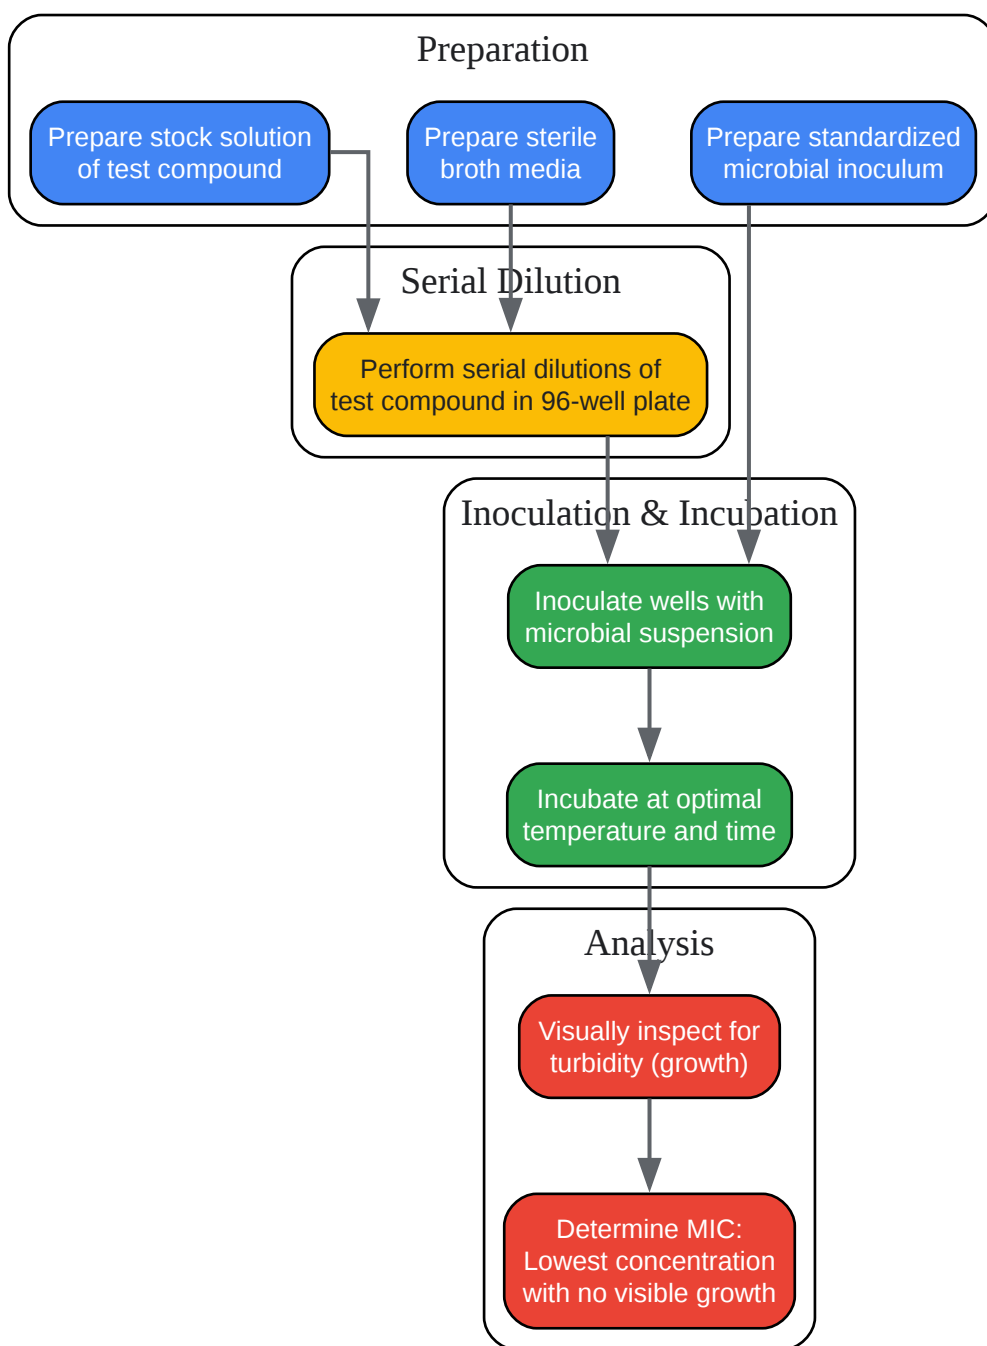 Preparation
Prepare stock solution
of test compound
Prepare sterile
broth media
Prepare standardized
microbial inoculum
Serial Dilution
Perform serial dilutions of
test compound in 96-well plate
Inoculation & Incubation
Inoculate wells with
microbial suspension
Incubate at optimal
temperature and time
Analysis
Visually inspect for
turbidity (growth)
Determine MIC:
Lowest concentration
with no visible growth